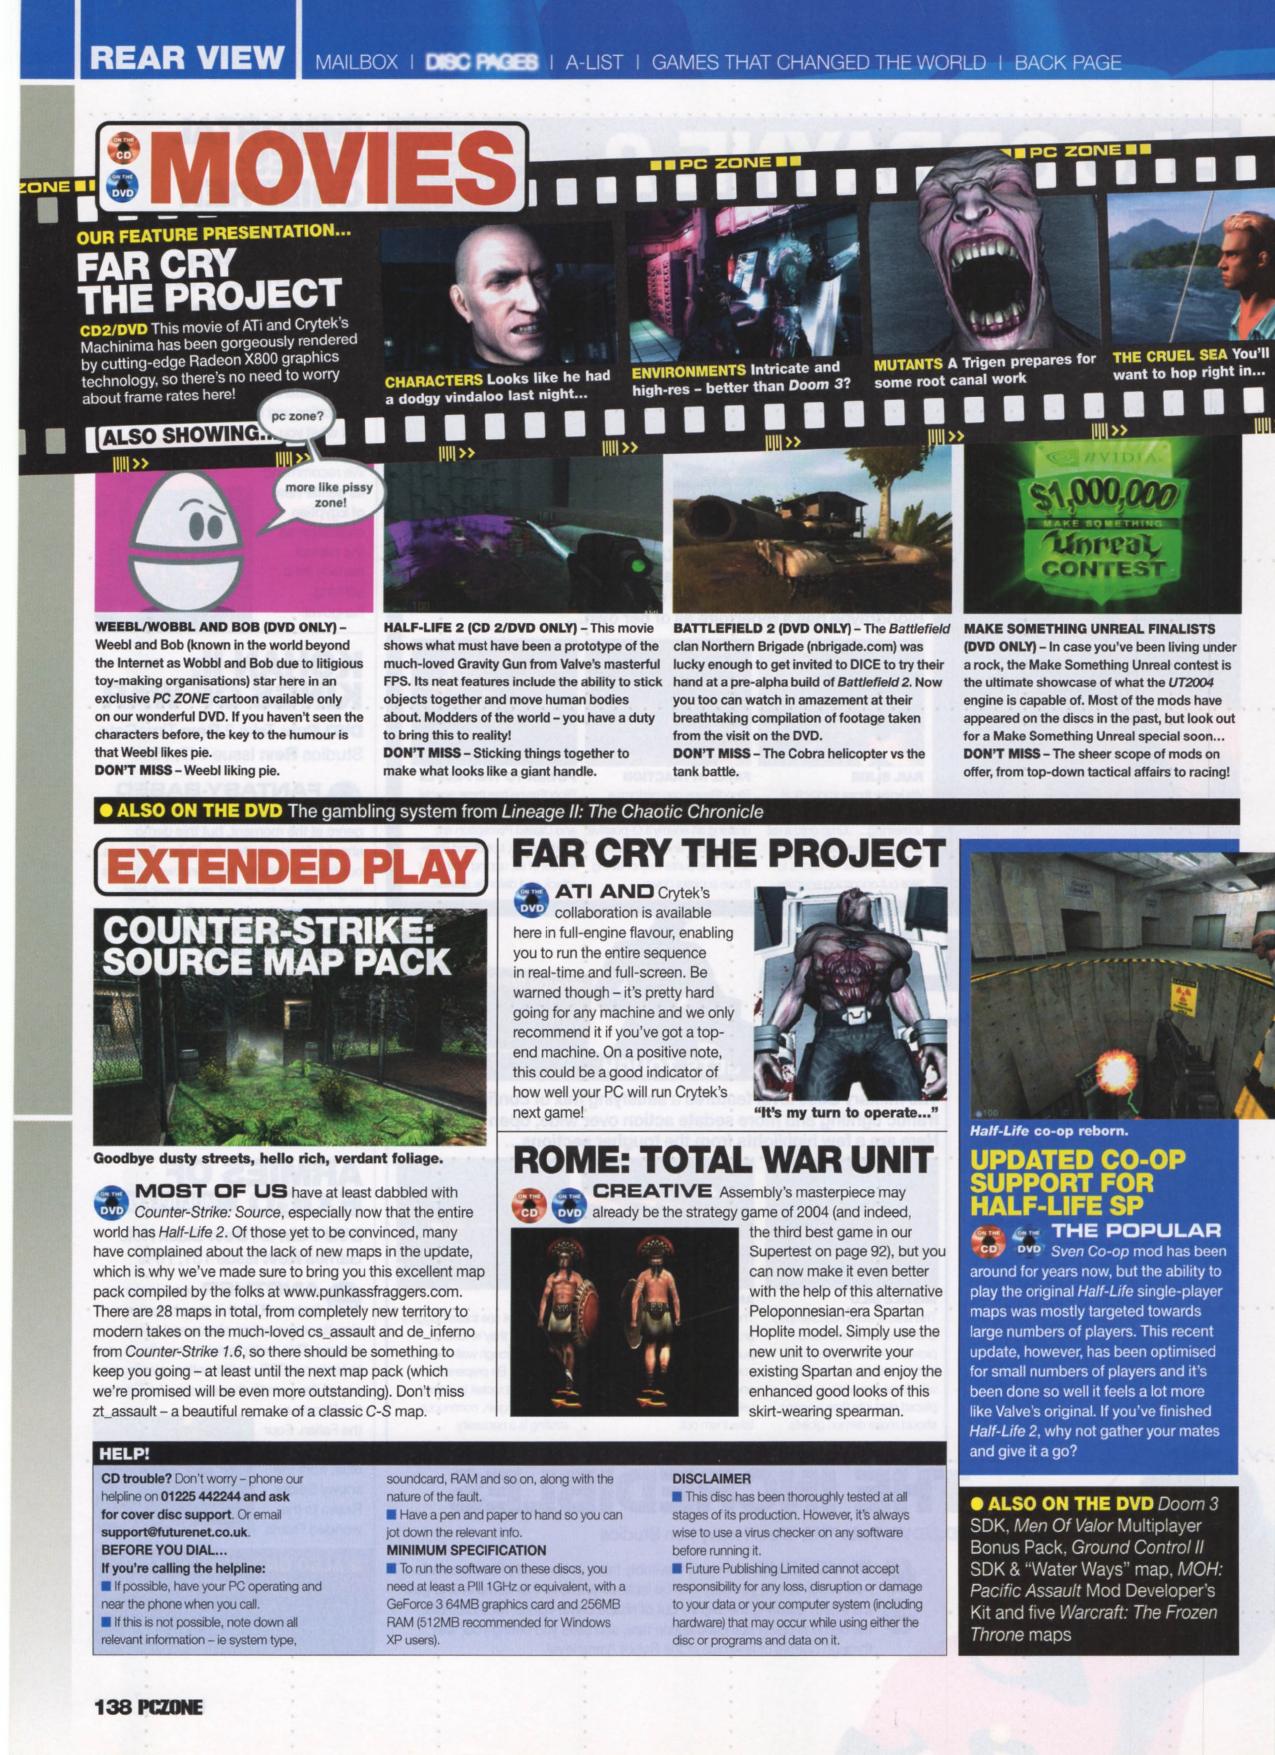 REAR VIEW
MAILBOX | DISC PAGES | A-LIST | GAMES THAT CHANGED THE WORLD | BACK PAGE
ON THE CD
ON THE DVD
MOVIES
ZONE
PC ZONE
PC ZONE
OUR FEATURE PRESENTATION...
FAR CRY
THE PROJECT
CD2/DVD This movie of ATi and Crytek's
Machinima has been gorgeously rendered
by cutting-edge Radeon X800 graphics
technology, so there's no need to worry
about frame rates here!
CHARACTERS Looks like he had
a dodgy vindaloo last night...
ENVIRONMENTS Intricate and
high-res – better than Doom 3?
MUTANTS A Trigen prepares for
some root canal work
THE CRUEL SEA You'll
want to hop right in...
ALSO SHOWING...
pc zone?
more like pissy
zone!
NVIDIA
$1,000,000
MAKE SOMETHING
Unreal
CONTEST
WEEBL/WOBBL AND BOB (DVD ONLY) –
Weebl and Bob (known in the world beyond
the Internet as Wobbl and Bob due to litigious
toy-making organisations) star here in an
exclusive PC ZONE cartoon available only
on our wonderful DVD. If you haven't seen the
characters before, the key to the humour is
that Weebl likes pie.
DON'T MISS – Weebl liking pie.
HALF-LIFE 2 (CD 2/DVD ONLY) – This movie
shows what must have been a prototype of the
much-loved Gravity Gun from Valve's masterful
FPS. Its neat features include the ability to stick
objects together and move human bodies
about. Modders of the world – you have a duty
to bring this to reality!
DON'T MISS – Sticking things together to
make what looks like a giant handle.
BATTLEFIELD 2 (DVD ONLY) – The Battlefield
clan Northern Brigade (nbrigade.com) was
lucky enough to get invited to DICE to try their
hand at a pre-alpha build of Battlefield 2. Now
you too can watch in amazement at their
breathtaking compilation of footage taken
from the visit on the DVD.
DON'T MISS – The Cobra helicopter vs the
tank battle.
MAKE SOMETHING UNREAL FINALISTS
(DVD ONLY) – In case you've been living under
a rock, the Make Something Unreal contest is
the ultimate showcase of what the UT2004
engine is capable of. Most of the mods have
appeared on the discs in the past, but look out
for a Make Something Unreal special soon...
DON'T MISS – The sheer scope of mods on
offer, from top-down tactical affairs to racing!
● ALSO ON THE DVD The gambling system from Lineage II: The Chaotic Chronicle
EXTENDED PLAY
COUNTER-STRIKE:
SOURCE MAP PACK
Goodbye dusty streets, hello rich, verdant foliage.
ON THE DVD
MOST OF US have at least dabbled with
Counter-Strike: Source, especially now that the entire
world has Half-Life 2. Of those yet to be convinced, many
have complained about the lack of new maps in the update,
which is why we've made sure to bring you this excellent map
pack compiled by the folks at www.punkassfraggers.com.
There are 28 maps in total, from completely new territory to
modern takes on the much-loved cs_assault and de_inferno
from Counter-Strike 1.6, so there should be something to
keep you going – at least until the next map pack (which
we're promised will be even more outstanding). Don't miss
zt_assault – a beautiful remake of a classic C-S map.
FAR CRY THE PROJECT
ON THE DVD
ATI AND Crytek's
collaboration is available
here in full-engine flavour, enabling
you to run the entire sequence
in real-time and full-screen. Be
warned though – it's pretty hard
going for any machine and we only
recommend it if you've got a top-
end machine. On a positive note,
this could be a good indicator of
how well your PC will run Crytek's
next game!
"It's my turn to operate..."
ROME: TOTAL WAR UNIT
ON THE CD
ON THE DVD
CREATIVE Assembly's masterpiece may
already be the strategy game of 2004 (and indeed,
the third best game in our
Supertest on page 92), but you
can now make it even better
with the help of this alternative
Peloponnesian-era Spartan
Hoplite model. Simply use the
new unit to overwrite your
existing Spartan and enjoy the
enhanced good looks of this
skirt-wearing spearman.
Half-Life co-op reborn.
UPDATED CO-OP
SUPPORT FOR
HALF-LIFE SP
ON THE CD
ON THE DVD
THE POPULAR
Sven Co-op mod has been
around for years now, but the ability to
play the original Half-Life single-player
maps was mostly targeted towards
large numbers of players. This recent
update, however, has been optimised
for small numbers of players and it's
been done so well it feels a lot more
like Valve's original. If you've finished
Half-Life 2, why not gather your mates
and give it a go?
● ALSO ON THE DVD Doom 3
SDK, Men Of Valor Multiplayer
Bonus Pack, Ground Control II
SDK & "Water Ways" map, MOH:
Pacific Assault Mod Developer's
Kit and five Warcraft: The Frozen
Throne maps
HELP!
CD trouble? Don't worry – phone our
helpline on 01225 442244 and ask
for cover disc support. Or email
support@futurenet.co.uk.
BEFORE YOU DIAL...
If you're calling the helpline:
■ If possible, have your PC operating and
near the phone when you call.
■ If this is not possible, note down all
relevant information – ie system type,
soundcard, RAM and so on, along with the
nature of the fault.
■ Have a pen and paper to hand so you can
jot down the relevant info.
MINIMUM SPECIFICATION
■ To run the software on these discs, you
need at least a PIII 1GHz or equivalent, with a
GeForce 3 64MB graphics card and 256MB
RAM (512MB recommended for Windows
XP users).
DISCLAIMER
■ This disc has been thoroughly tested at all
stages of its production. However, it's always
wise to use a virus checker on any software
before running it.
■ Future Publishing Limited cannot accept
responsibility for any loss, disruption or damage
to your data or your computer system (including
hardware) that may occur while using either the
disc or programs and data on it.
138 PCZONE